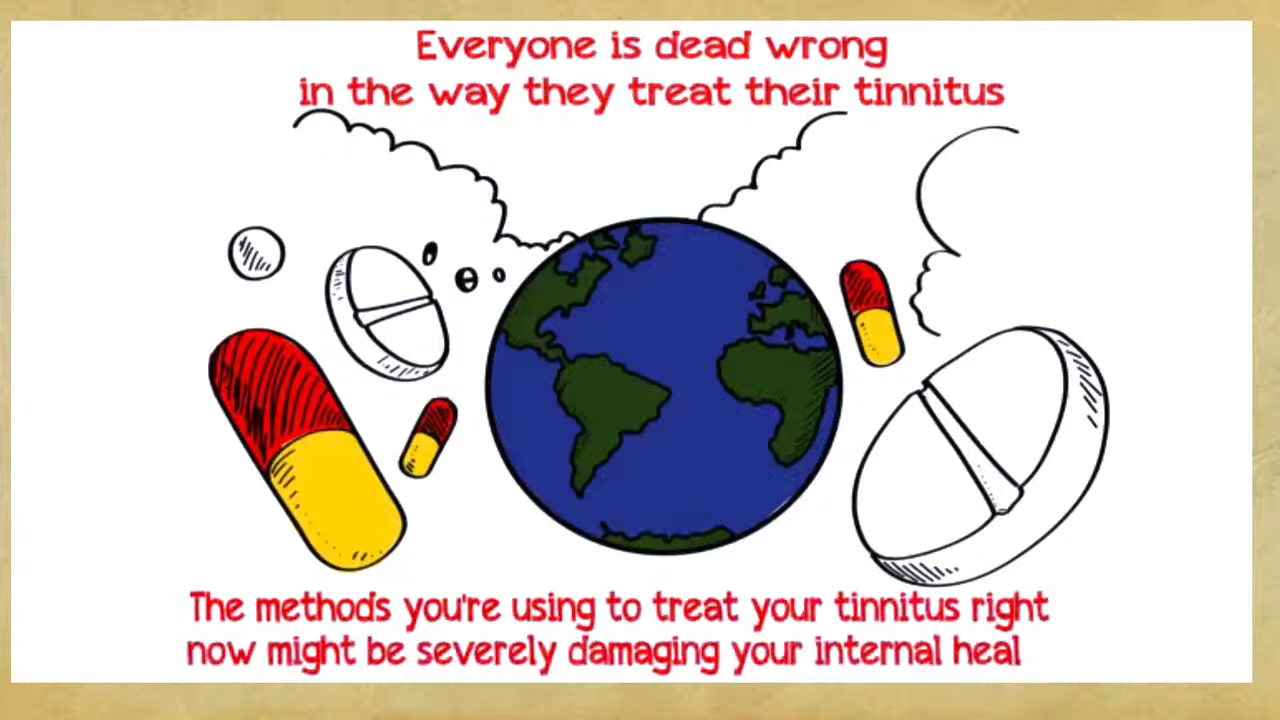 Everyone is dead wrong
in the way they treat their tinnitus
The methods you're using to treat your tinnitus right
now might be severely damaging your internal heal